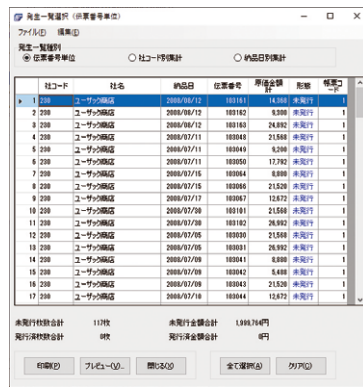 発生一覧選択（伝票番号単位）
ファイル(F) 編集(E)
発生一覧種別
伝票番号単位 社コード別集計 納品日別集計
社コード 社名 納品日 伝票番号 原価金額計 形態 帳票コード
1 230 ユーザック商店 2008/08/12 103161 14,868 未発行 1
2 230 ユーザック商店 2008/08/12 103162 9,300 未発行 1
3 230 ユーザック商店 2008/08/12 103163 24,892 未発行 1
4 230 ユーザック商店 2008/07/11 103048 21,568 未発行 1
5 230 ユーザック商店 2008/07/11 103049 9,200 未発行 1
6 230 ユーザック商店 2008/07/11 103050 17,792 未発行 1
7 230 ユーザック商店 2008/07/15 103064 8,800 未発行 1
8 230 ユーザック商店 2008/07/15 103066 21,520 未発行 1
9 230 ユーザック商店 2008/07/17 103067 12,672 未発行 1
10 230 ユーザック商店 2008/07/30 103101 21,568 未発行 1
11 230 ユーザック商店 2008/07/30 103102 26,992 未発行 1
12 230 ユーザック商店 2008/07/05 103030 21,568 未発行 1
13 230 ユーザック商店 2008/07/05 103031 26,992 未発行 1
14 230 ユーザック商店 2008/07/09 103041 8,800 未発行 1
15 230 ユーザック商店 2008/07/09 103042 5,488 未発行 1
16 230 ユーザック商店 2008/07/09 103043 21,520 未発行 1
17 230 ユーザック商店 2008/07/10 103044 12,672 未発行 1
未発行枚数合計 117枚 未発行金額合計 1,999,764円
発行済枚数合計 0枚 発行済金額合計 0円
印刷(P) プレビュー(V).. 閉じる(X) 全て選択(A) クリア(C)